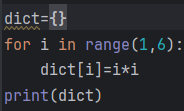 dict={}
for i in range(1,6):
    dict[i]=i*i
print(dict)